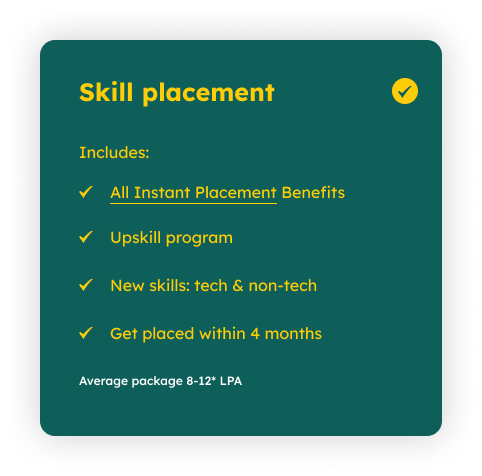 Skill placement
Includes:
All Instant Placement Benefits
Upskill program
New skills: tech & non-tech
Get placed within 4 months
Average package 8-12* LPA